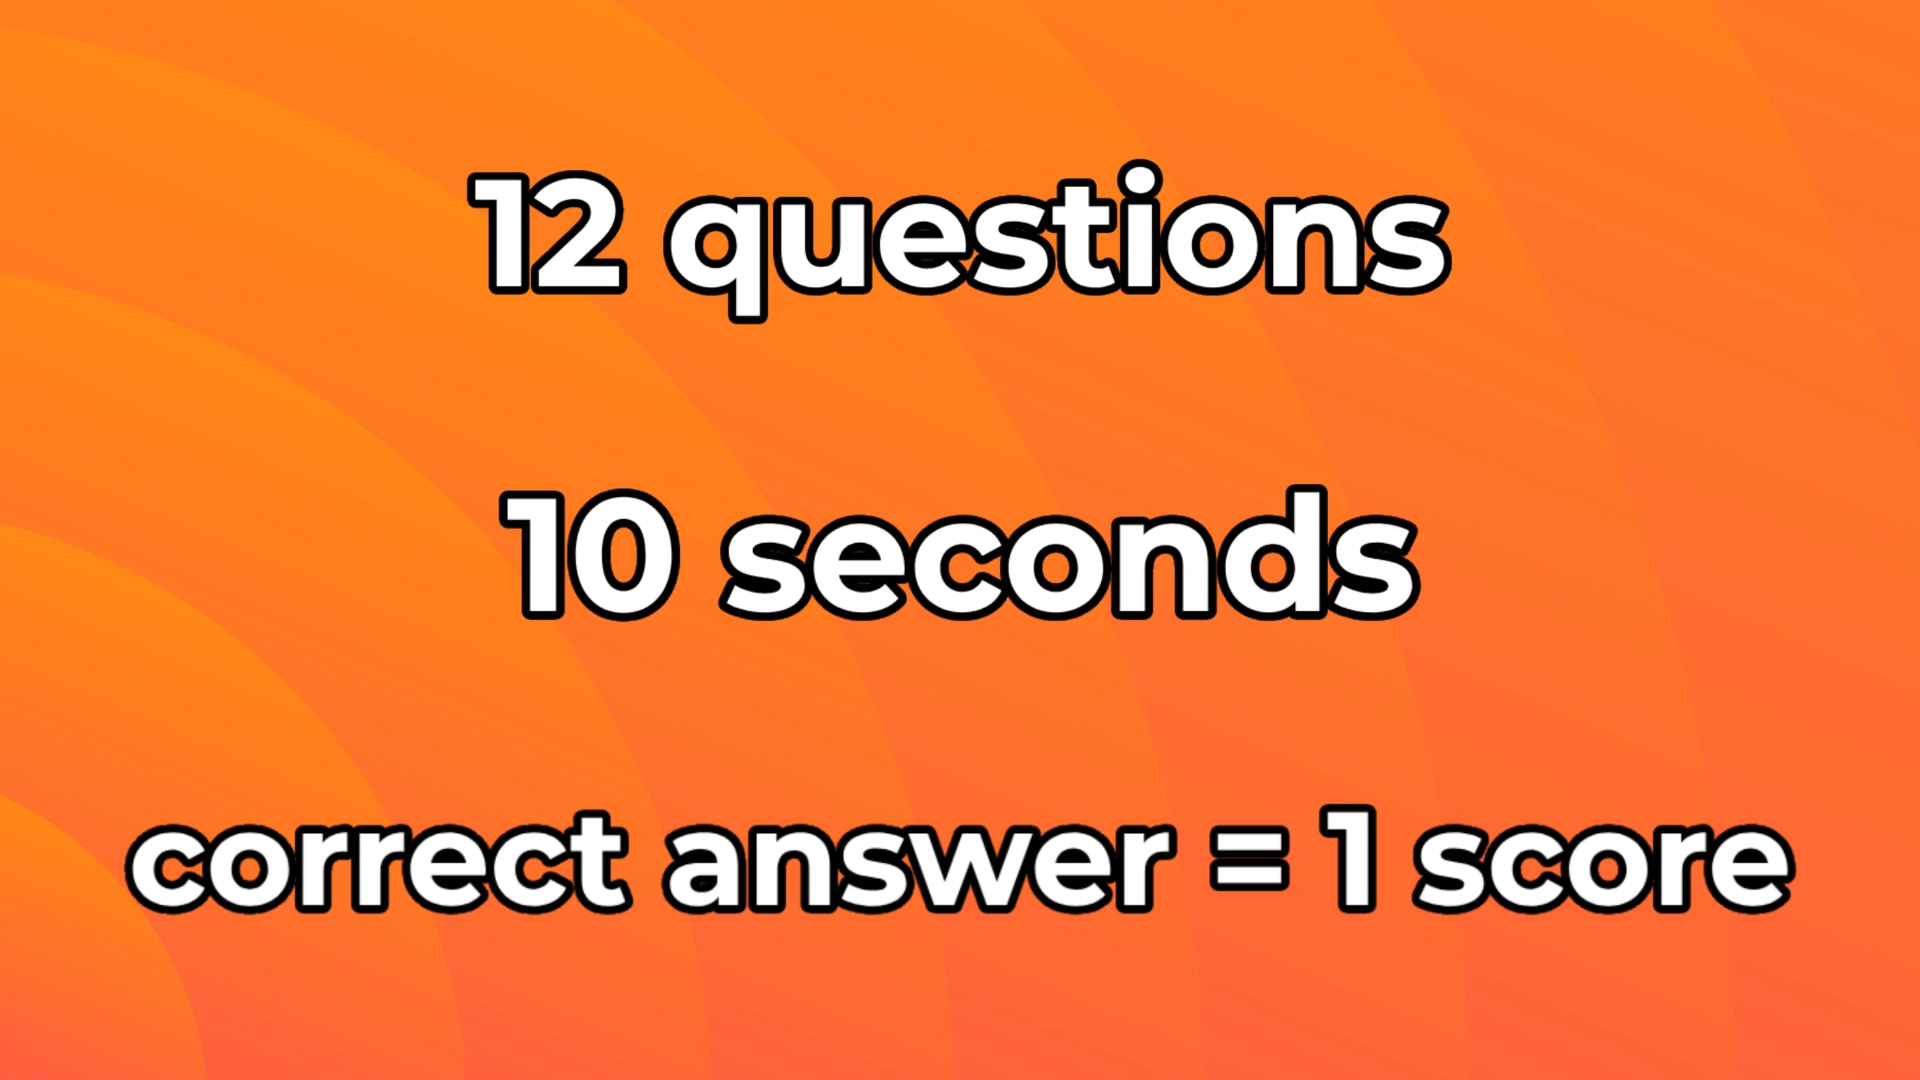 12 questions
10 seconds
correct answer = 1 score